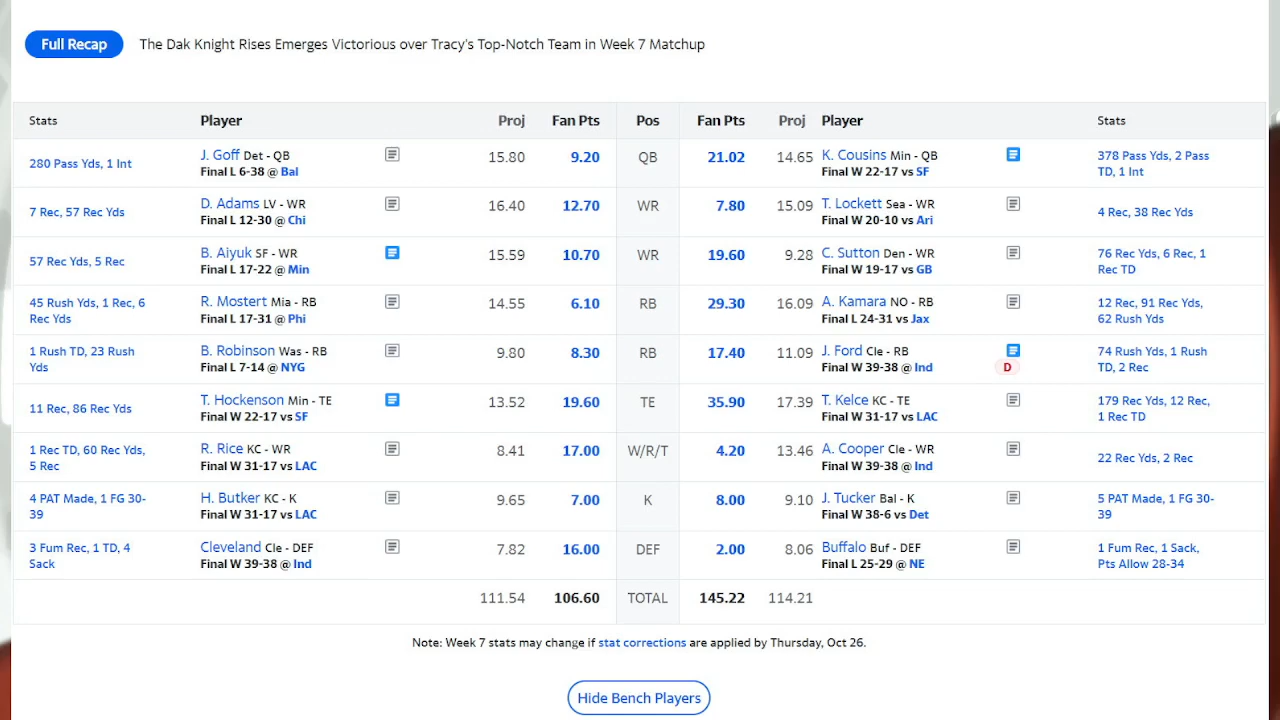 Full Recap The Dak Knight Rises Emerges Victorious over Tracy's Top-Notch Team in Week 7 Matchup
Stats Player Proj Fan Pts Pos Fan Pts Proj Player Stats
280 Pass Yds, 1 Int J. Goff Det - QB 15.80 9.20 QB 21.02 14.65 K. Cousins Min - QB 378 Pass Yds, 2 Pass
Final L 6-38 @ Bal Final W 22-17 vs SF TD, 1 Int
7 Rec, 57 Rec Yds D. Adams LV - WR 16.40 12.70 WR 7.80 15.09 T. Lockett Sea - WR 4 Rec, 38 Rec Yds
Final L 12-30 @ Chi Final W 20-10 vs Ari
57 Rec Yds, 5 Rec B. Aiyuk SF - WR 15.59 10.70 WR 19.60 9.28 C. Sutton Den - WR 76 Rec Yds, 6 Rec, 1
Final L 17-22 @ Min Final W 19-17 vs GB Rec TD
45 Rush Yds, 1 Rec, 6 R. Mostert Mia - RB 14.55 6.10 RB 29.30 16.09 A. Kamara NO - RB 12 Rec, 91 Rec Yds,
Rec Yds Final L 17-31 @ Phi Final L 24-31 vs Jax 62 Rush Yds
1 Rush TD, 23 Rush B. Robinson Was - RB 9.80 8.30 RB 17.40 11.09 J. Ford Cle - RB 74 Rush Yds, 1 Rush
Yds Final L 7-14 @ NYG Final W 39-38 @ Ind D TD, 2 Rec
11 Rec, 86 Rec Yds T. Hockenson Min - TE 13.52 19.60 TE 35.90 17.39 T. Kelce KC - TE 179 Rec Yds, 12 Rec,
Final W 22-17 vs SF Final W 31-17 vs LAC 1 Rec TD
1 Rec TD, 60 Rec Yds, R. Rice KC - WR 8.41 17.00 W/R/T 4.20 13.46 A. Cooper Cle - WR 22 Rec Yds, 2 Rec
5 Rec Final W 31-17 vs LAC Final W 39-38 @ Ind
4 PAT Made, 1 FG 30- H. Butker KC - K 9.65 7.00 K 8.00 9.10 J. Tucker Bal - K 5 PAT Made, 1 FG 30-
39 Final W 31-17 vs LAC Final W 38-6 vs Det 39
3 Fum Rec, 1 TD, 4 Cleveland Cle - DEF 7.82 16.00 DEF 2.00 8.06 Buffalo Buf - DEF 1 Fum Rec, 1 Sack,
Sack Final W 39-38 @ Ind Final L 25-29 @ NE Pts Allow 28-34
111.54 106.60 TOTAL 145.22 114.21
Note: Week 7 stats may change if stat corrections are applied by Thursday, Oct 26.
Hide Bench Players